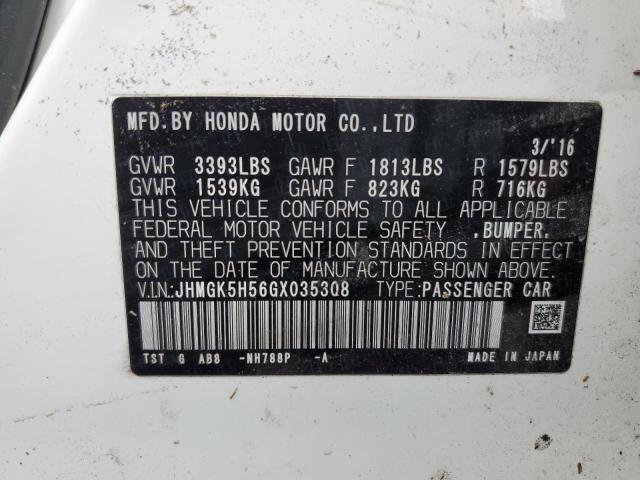 MFD.BY HONDA MOTOR CO.,LTD
3/'16
GVWR 3393LBS GAWR F 1813LBS R 1579LBS
GVWR 1539KG GAWR F 823KG R 716KG
THIS VEHICLE CONFORMS TO ALL APPLICABLE
FEDERAL MOTOR VEHICLE SAFETY ,BUMPER,
AND THEFT PREVENTION STANDARDS IN EFFECT
ON THE DATE OF MANUFACTURE SHOWN ABOVE.
V.I.N.:JHMGK5H56GX035308 TYPE:PASSENGER CAR
TST G AB8 -NH788P -A MADE IN JAPAN